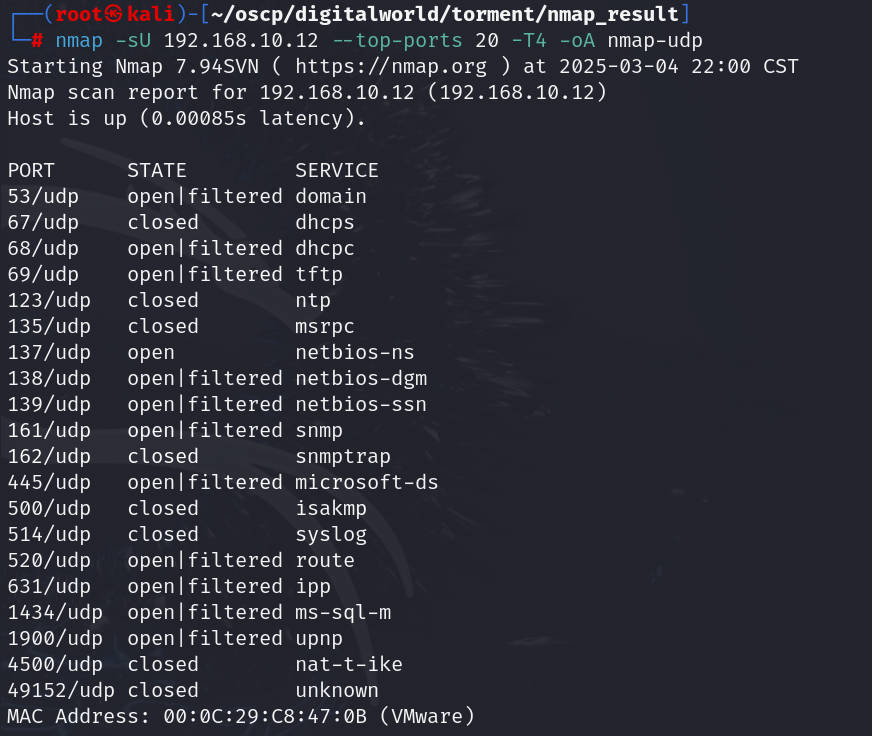 ┌──(root㉿kali)-[~/oscp/digitalworld/torment/nmap_result]
└─# nmap -sU 192.168.10.12 --top-ports 20 -T4 -oA nmap-udp
Starting Nmap 7.94SVN ( https://nmap.org ) at 2025-03-04 22:00 CST
Nmap scan report for 192.168.10.12 (192.168.10.12)
Host is up (0.00085s latency).

PORT      STATE         SERVICE
53/udp    open|filtered domain
67/udp    closed        dhcps
68/udp    open|filtered dhcpc
69/udp    open|filtered tftp
123/udp   closed        ntp
135/udp   closed        msrpc
137/udp   open          netbios-ns
138/udp   open|filtered netbios-dgm
139/udp   open|filtered netbios-ssn
161/udp   open|filtered snmp
162/udp   closed        snmptrap
445/udp   open|filtered microsoft-ds
500/udp   closed        isakmp
514/udp   closed        syslog
520/udp   open|filtered route
631/udp   open|filtered ipp
1434/udp  open|filtered ms-sql-m
1900/udp  open|filtered upnp
4500/udp  closed        nat-t-ike
49152/udp closed        unknown
MAC Address: 00:0C:29:C8:47:0B (VMware)